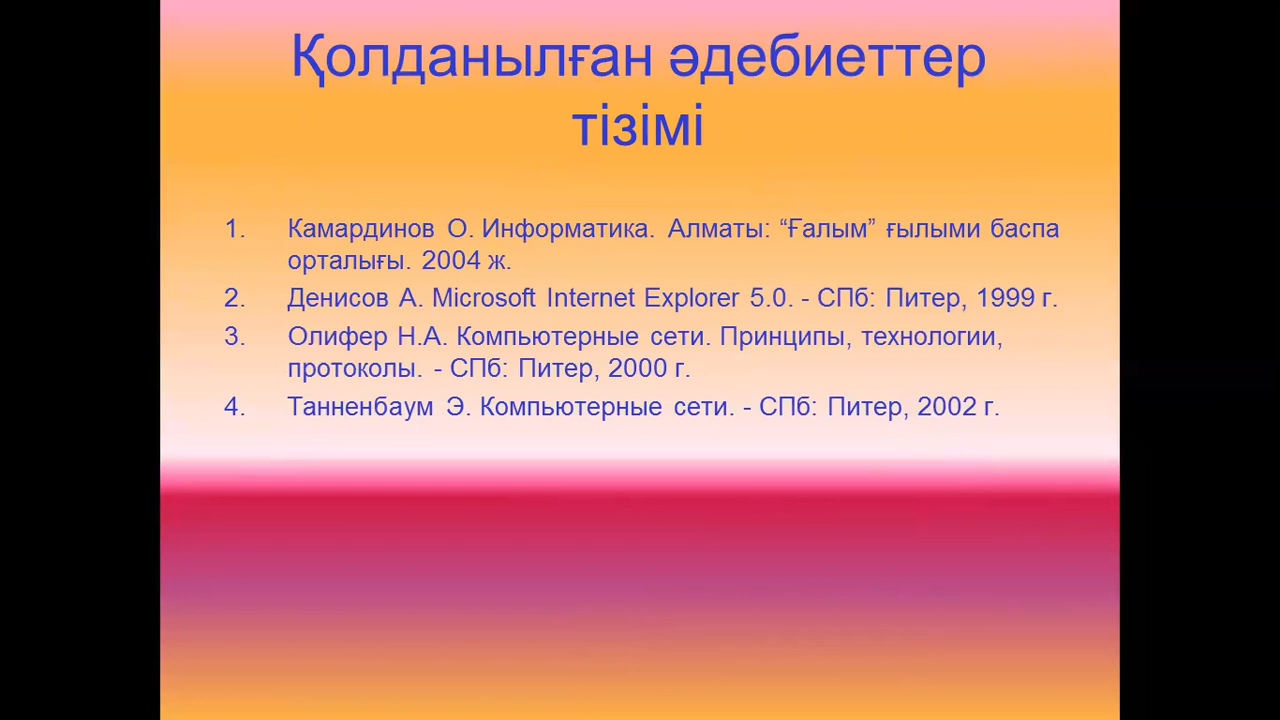 Қолданылған әдебиеттер
тізімі
1. Камардинов О. Информатика. Алматы: “Ғалым” ғылыми баспа
орталығы. 2004 ж.
2. Денисов А. Microsoft Internet Explorer 5.0. - СПб: Питер, 1999 г.
3. Олифер Н.А. Компьютерные сети. Принципы, технологии,
протоколы. - СПб: Питер, 2000 г.
4. Танненбаум Э. Компьютерные сети. - СПб: Питер, 2002 г.